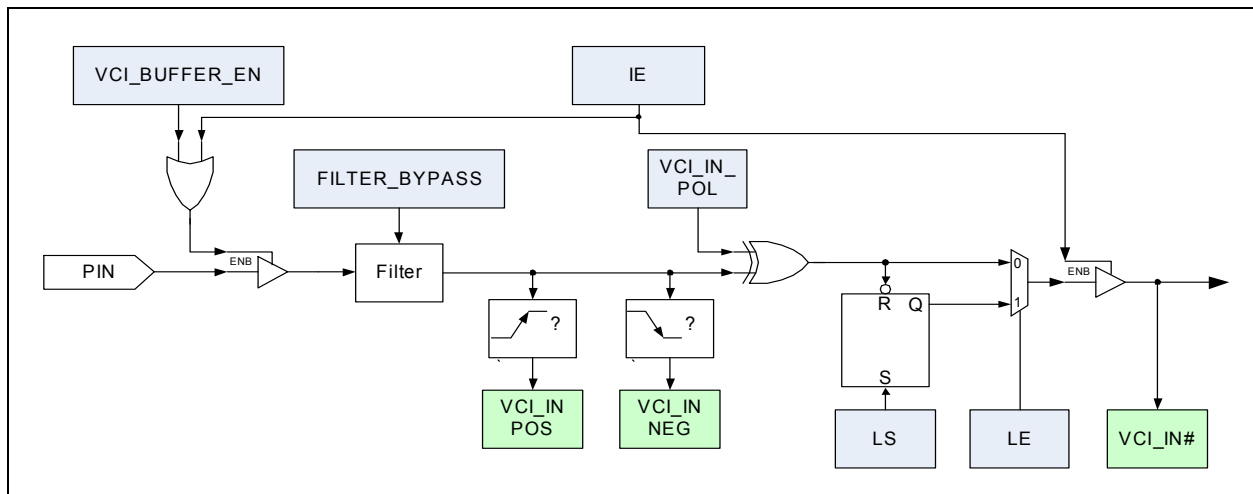 VCI_BUFFER_EN
IE
FILTER_BYPASS
VCI_IN_
POL
PIN
ENB
Filter
0
1
ENB
R
Q
S
?
?
VCI_IN
POS
VCI_IN
NEG
LS
LE
VCI_IN#